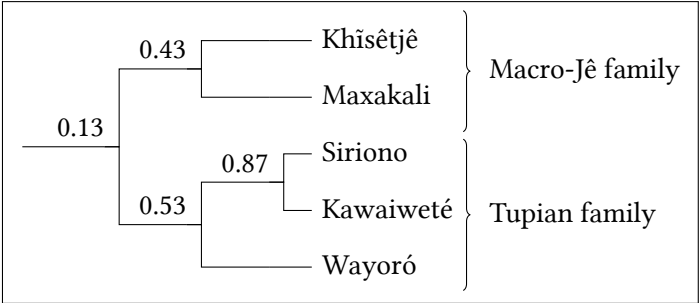 0.43
Khĩsêtjê
Macro-Jê family
Maxakali
0.13
Siriono
0.87
0.53
Kawaiweté
Tupian family
Wayoró